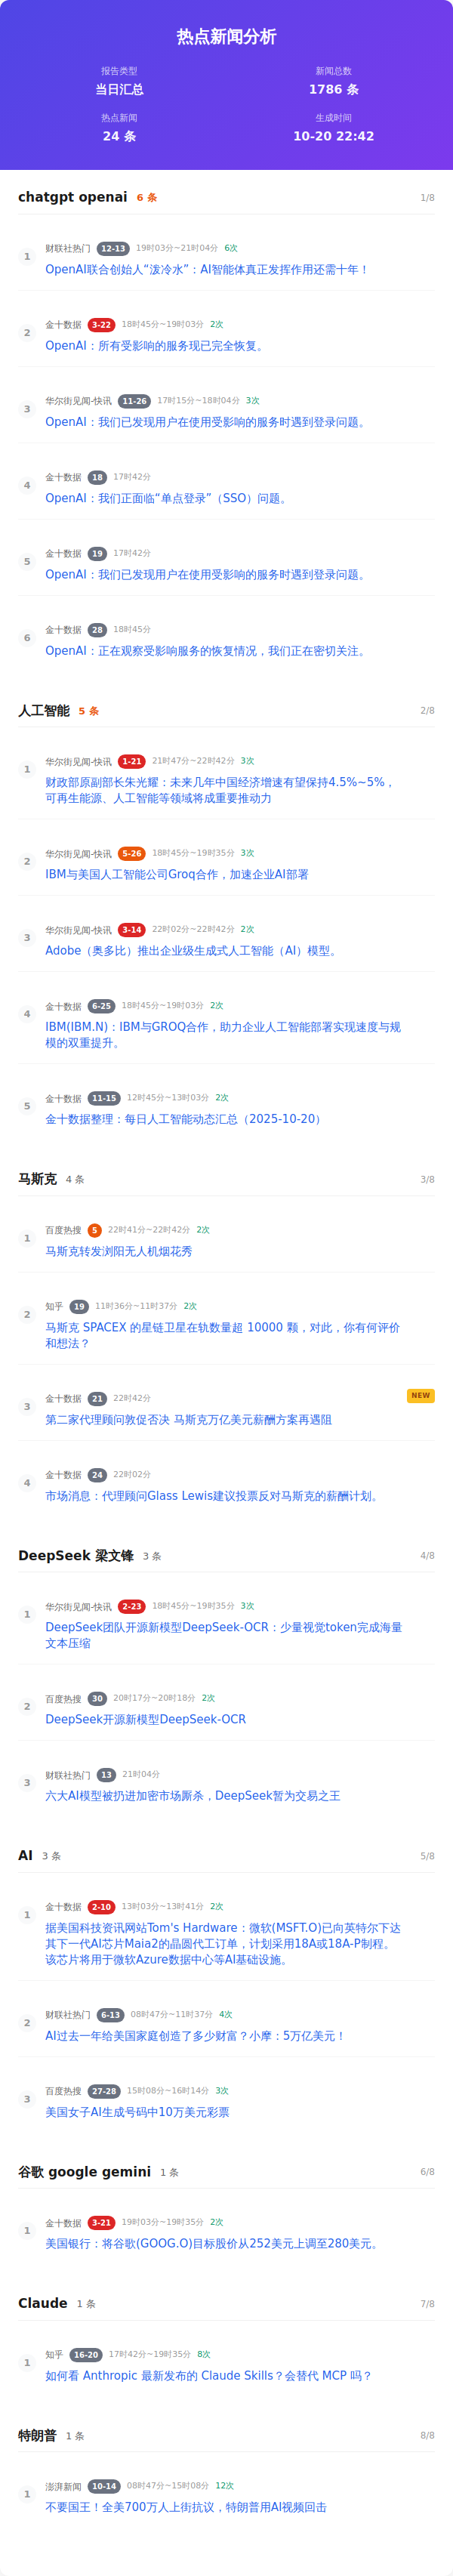 热点新闻分析
报告类型 新闻总数
当日汇总 1786 条
热点新闻 生成时间
24 条 10-20 22:42
chatgpt openai 6 条 1/8
1
财联社热门 12-13 19时03分~21时04分 6次
OpenAI联合创始人“泼冷水”：AI智能体真正发挥作用还需十年！
2
金十数据 3-22 18时45分~19时03分 2次
OpenAI：所有受影响的服务现已完全恢复。
3
华尔街见闻-快讯 11-26 17时15分~18时04分 3次
OpenAI：我们已发现用户在使用受影响的服务时遇到登录问题。
4
金十数据 18 17时42分
OpenAI：我们正面临“单点登录”（SSO）问题。
5
金十数据 19 17时42分
OpenAI：我们已发现用户在使用受影响的服务时遇到登录问题。
6
金十数据 28 18时45分
OpenAI：正在观察受影响服务的恢复情况，我们正在密切关注。
人工智能 5 条 2/8
1
华尔街见闻-快讯 1-21 21时47分~22时42分 3次
财政部原副部长朱光耀：未来几年中国经济增速有望保持4.5%~5%，
可再生能源、人工智能等领域将成重要推动力
2
华尔街见闻-快讯 5-26 18时45分~19时35分 3次
IBM与美国人工智能公司Groq合作，加速企业AI部署
3
华尔街见闻-快讯 3-14 22时02分~22时42分 2次
Adobe（奥多比）推出企业级生成式人工智能（AI）模型。
4
金十数据 6-25 18时45分~19时03分 2次
IBM(IBM.N)：IBM与GROQ合作，助力企业人工智能部署实现速度与规
模的双重提升。
5
金十数据 11-15 12时45分~13时03分 2次
金十数据整理：每日人工智能动态汇总（2025-10-20）
马斯克 4 条 3/8
1
百度热搜 5 22时41分~22时42分 2次
马斯克转发浏阳无人机烟花秀
2
知乎 19 11时36分~11时37分 2次
马斯克 SPACEX 的星链卫星在轨数量超 10000 颗，对此，你有何评价
和想法？
3
金十数据 21 22时42分 NEW
第二家代理顾问敦促否决 马斯克万亿美元薪酬方案再遇阻
4
金十数据 24 22时02分
市场消息：代理顾问Glass Lewis建议投票反对马斯克的薪酬计划。
DeepSeek 梁文锋 3 条 4/8
1
华尔街见闻-快讯 2-23 18时45分~19时35分 3次
DeepSeek团队开源新模型DeepSeek-OCR：少量视觉token完成海量
文本压缩
2
百度热搜 30 20时17分~20时18分 2次
DeepSeek开源新模型DeepSeek-OCR
3
财联社热门 13 21时04分
六大AI模型被扔进加密市场厮杀，DeepSeek暂为交易之王
AI 3 条 5/8
1
金十数据 2-10 13时03分~13时41分 2次
据美国科技资讯网站Tom's Hardware：微软(MSFT.O)已向英特尔下达
其下一代AI芯片Maia2的晶圆代工订单，计划采用18A或18A-P制程。
该芯片将用于微软Azure数据中心等AI基础设施。
2
财联社热门 6-13 08时47分~11时37分 4次
AI过去一年给美国家庭创造了多少财富？小摩：5万亿美元！
3
百度热搜 27-28 15时08分~16时14分 3次
美国女子AI生成号码中10万美元彩票
谷歌 google gemini 1 条 6/8
1
金十数据 3-21 19时03分~19时35分 2次
美国银行：将谷歌(GOOG.O)目标股价从252美元上调至280美元。
Claude 1 条 7/8
1
知乎 16-20 17时42分~19时35分 8次
如何看 Anthropic 最新发布的 Claude Skills？会替代 MCP 吗？
特朗普 1 条 8/8
1
澎湃新闻 10-14 08时47分~15时08分 12次
不要国王！全美700万人上街抗议，特朗普用AI视频回击